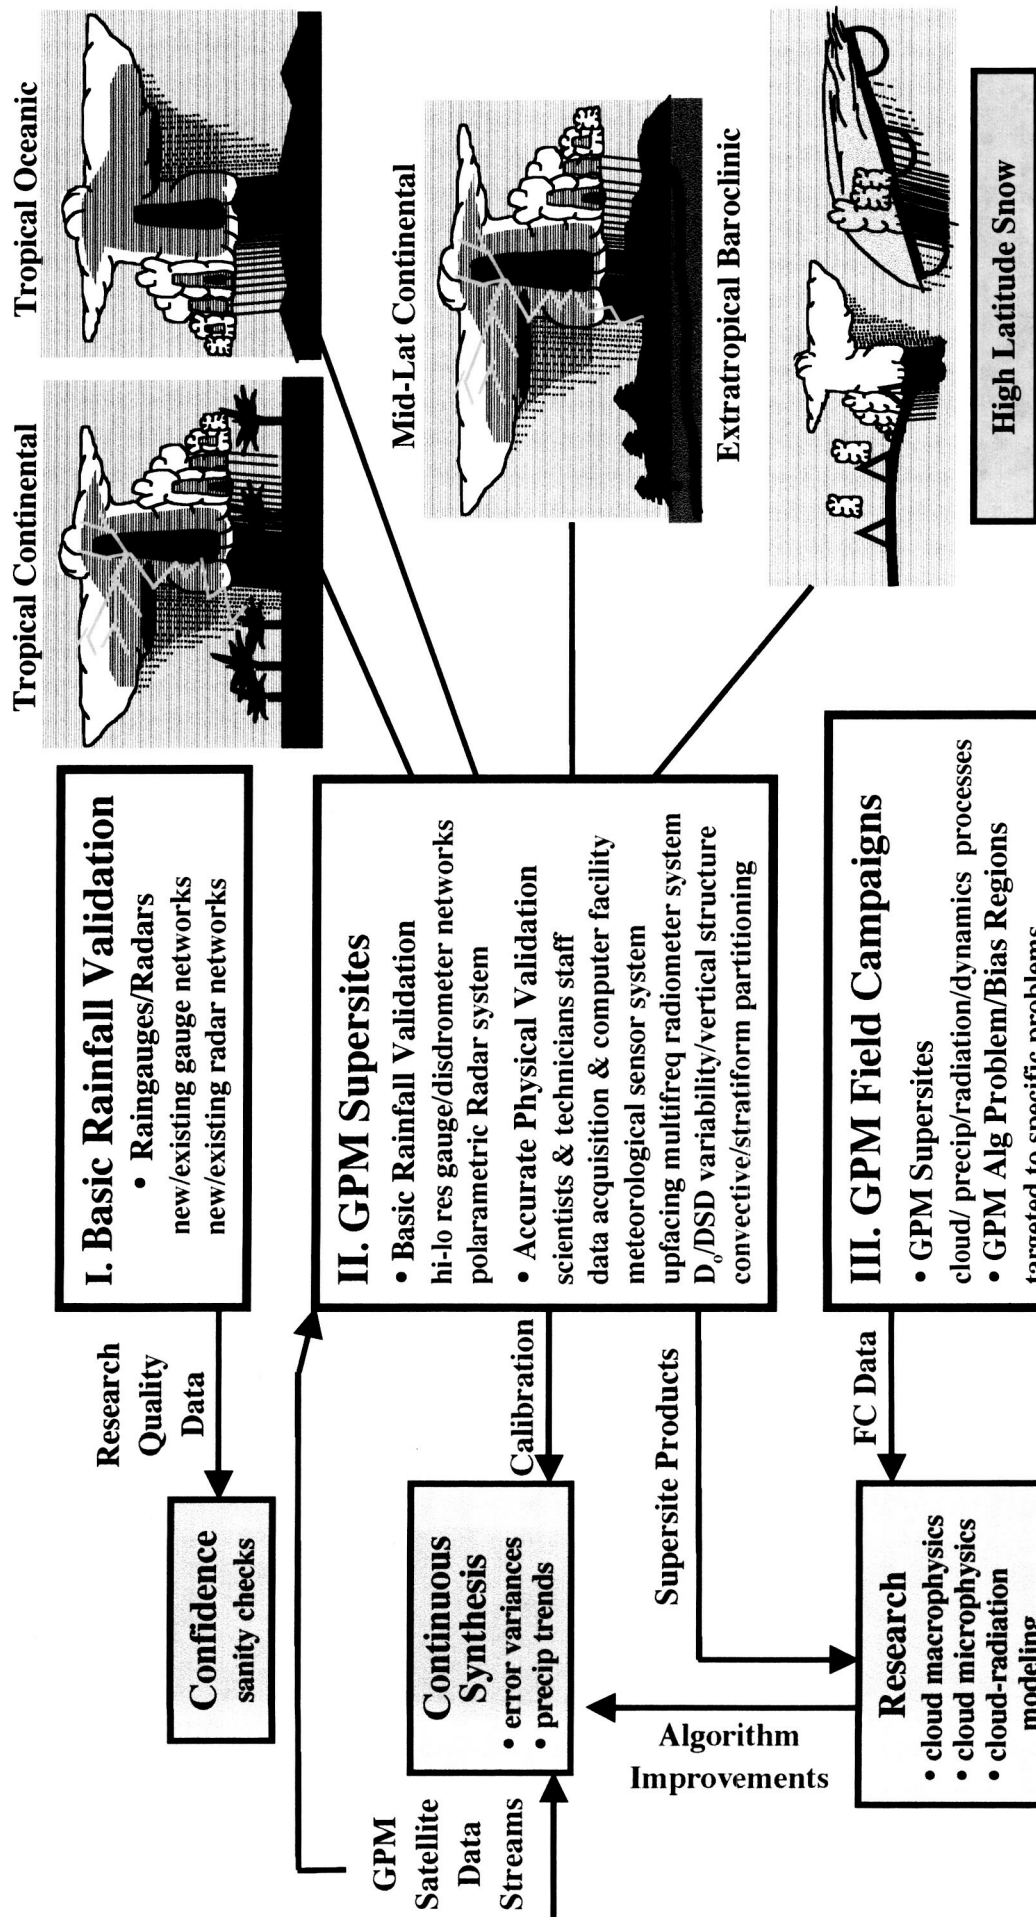 Research
Quality
Data
I. Basic Rainfall Validation
• Raingauges/Radars
new/existing gauge networks
new/existing radar networks
Confidence
sanity checks
Tropical Continental
Tropical Oceanic
GPM
Satellite
Data
Streams
Continuous
Synthesis
• error variances
• precip trends
Calibration
II. GPM Supersites
• Basic Rainfall Validation
hi-lo res gauge/disdrometer networks
polarametric Radar system
• Accurate Physical Validation
scientists & technicians staff
data acquisition & computer facility
meteorological sensor system
upfacing multifreq radiometer system
D₀/DSD variability/vertical structure
convective/stratiform partitioning
Mid-Lat Continental
Extratropical Baroclinic
Supersite Products
Algorithm
Improvements
Research
• cloud macrophysics
• cloud microphysics
• cloud-radiation
modeling
FC Data
III. GPM Field Campaigns
• GPM Supersites
cloud/ precip/radiation/dynamics processes
• GPM Alg Problem/Bias Regions
targeted to specific problems
High Latitude Snow